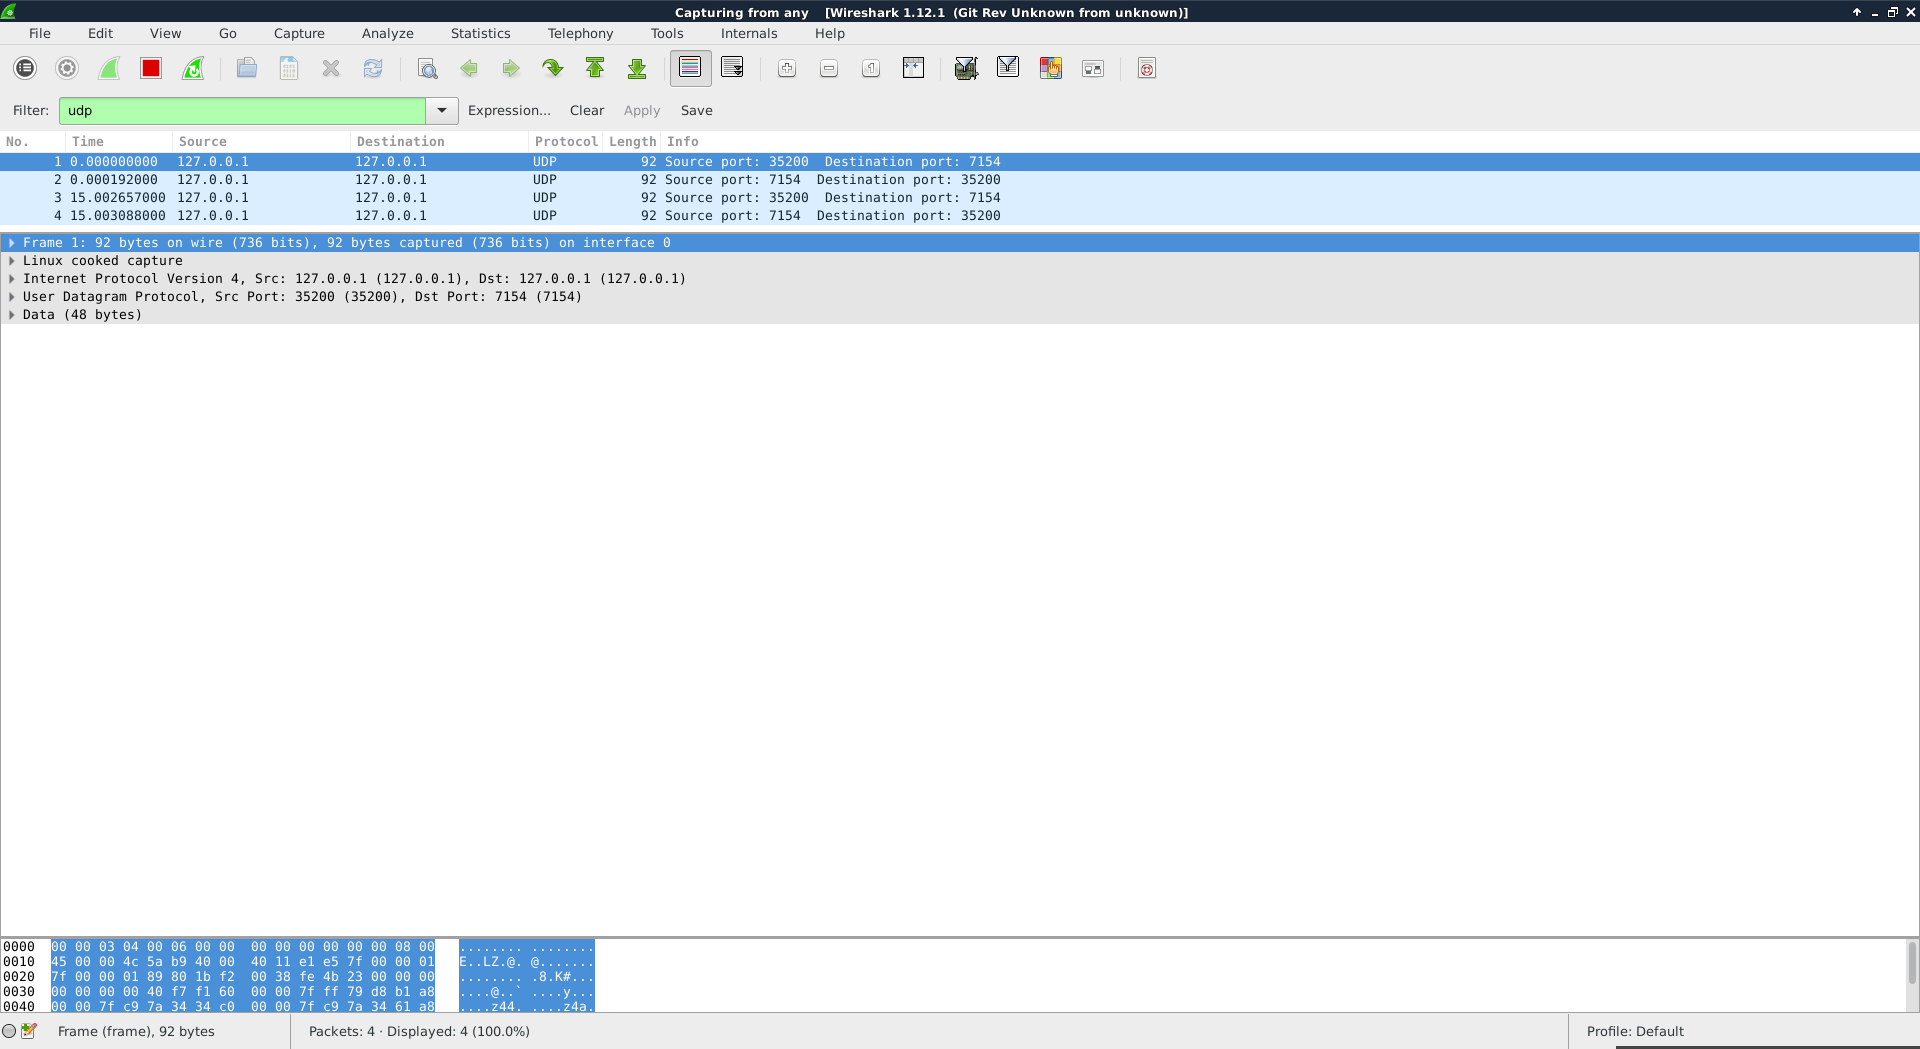 Capturing from any [Wireshark 1.12.1 (Git Rev Unknown from unknown)]
File Edit View Go Capture Analyze Statistics Telephony Tools Internals Help
Filter: udp Expression... Clear Apply Save
No. Time Source Destination Protocol Length Info
1 0.000000000 127.0.0.1 127.0.0.1 UDP 92 Source port: 35200 Destination port: 7154
2 0.000192000 127.0.0.1 127.0.0.1 UDP 92 Source port: 7154 Destination port: 35200
3 15.002657000 127.0.0.1 127.0.0.1 UDP 92 Source port: 35200 Destination port: 7154
4 15.003088000 127.0.0.1 127.0.0.1 UDP 92 Source port: 7154 Destination port: 35200
Frame 1: 92 bytes on wire (736 bits), 92 bytes captured (736 bits) on interface 0
Linux cooked capture
Internet Protocol Version 4, Src: 127.0.0.1 (127.0.0.1), Dst: 127.0.0.1 (127.0.0.1)
User Datagram Protocol, Src Port: 35200 (35200), Dst Port: 7154 (7154)
Data (48 bytes)
0000 00 00 03 04 00 06 00 00 00 00 00 00 00 00 08 00 ........ ........
0010 45 00 00 4c 5a b9 40 00 40 11 e1 e5 7f 00 00 01 E..LZ.@. @.......
0020 7f 00 00 01 89 80 1b f2 00 38 fe 4b 23 00 00 00 ........ .8.K#...
0030 00 00 00 00 40 f7 f1 60 00 00 7f ff 79 d8 b1 a8 ....@..` ....y...
0040 00 00 7f c9 7a 34 34 c0 00 00 7f c9 7a 34 61 a8 ....z44. ....z4a.
Frame (frame), 92 bytes Packets: 4 · Displayed: 4 (100.0%) Profile: Default